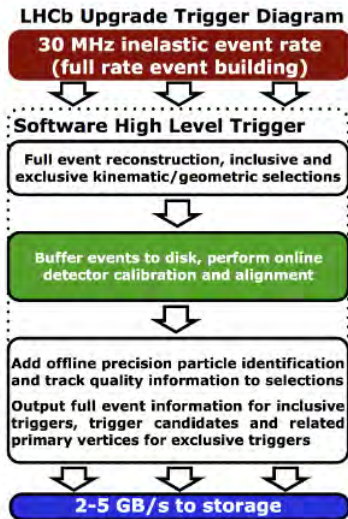 LHCb Upgrade Trigger Diagram
30 MHz inelastic event rate
(full rate event building)
Software High Level Trigger
Full event reconstruction, inclusive and
exclusive kinematic/geometric selections
Buffer events to disk, perform online
detector calibration and alignment
Add offline precision particle identification
and track quality information to selections
Output full event information for inclusive
triggers, trigger candidates and related
primary vertices for exclusive triggers
2-5 GB/s to storage